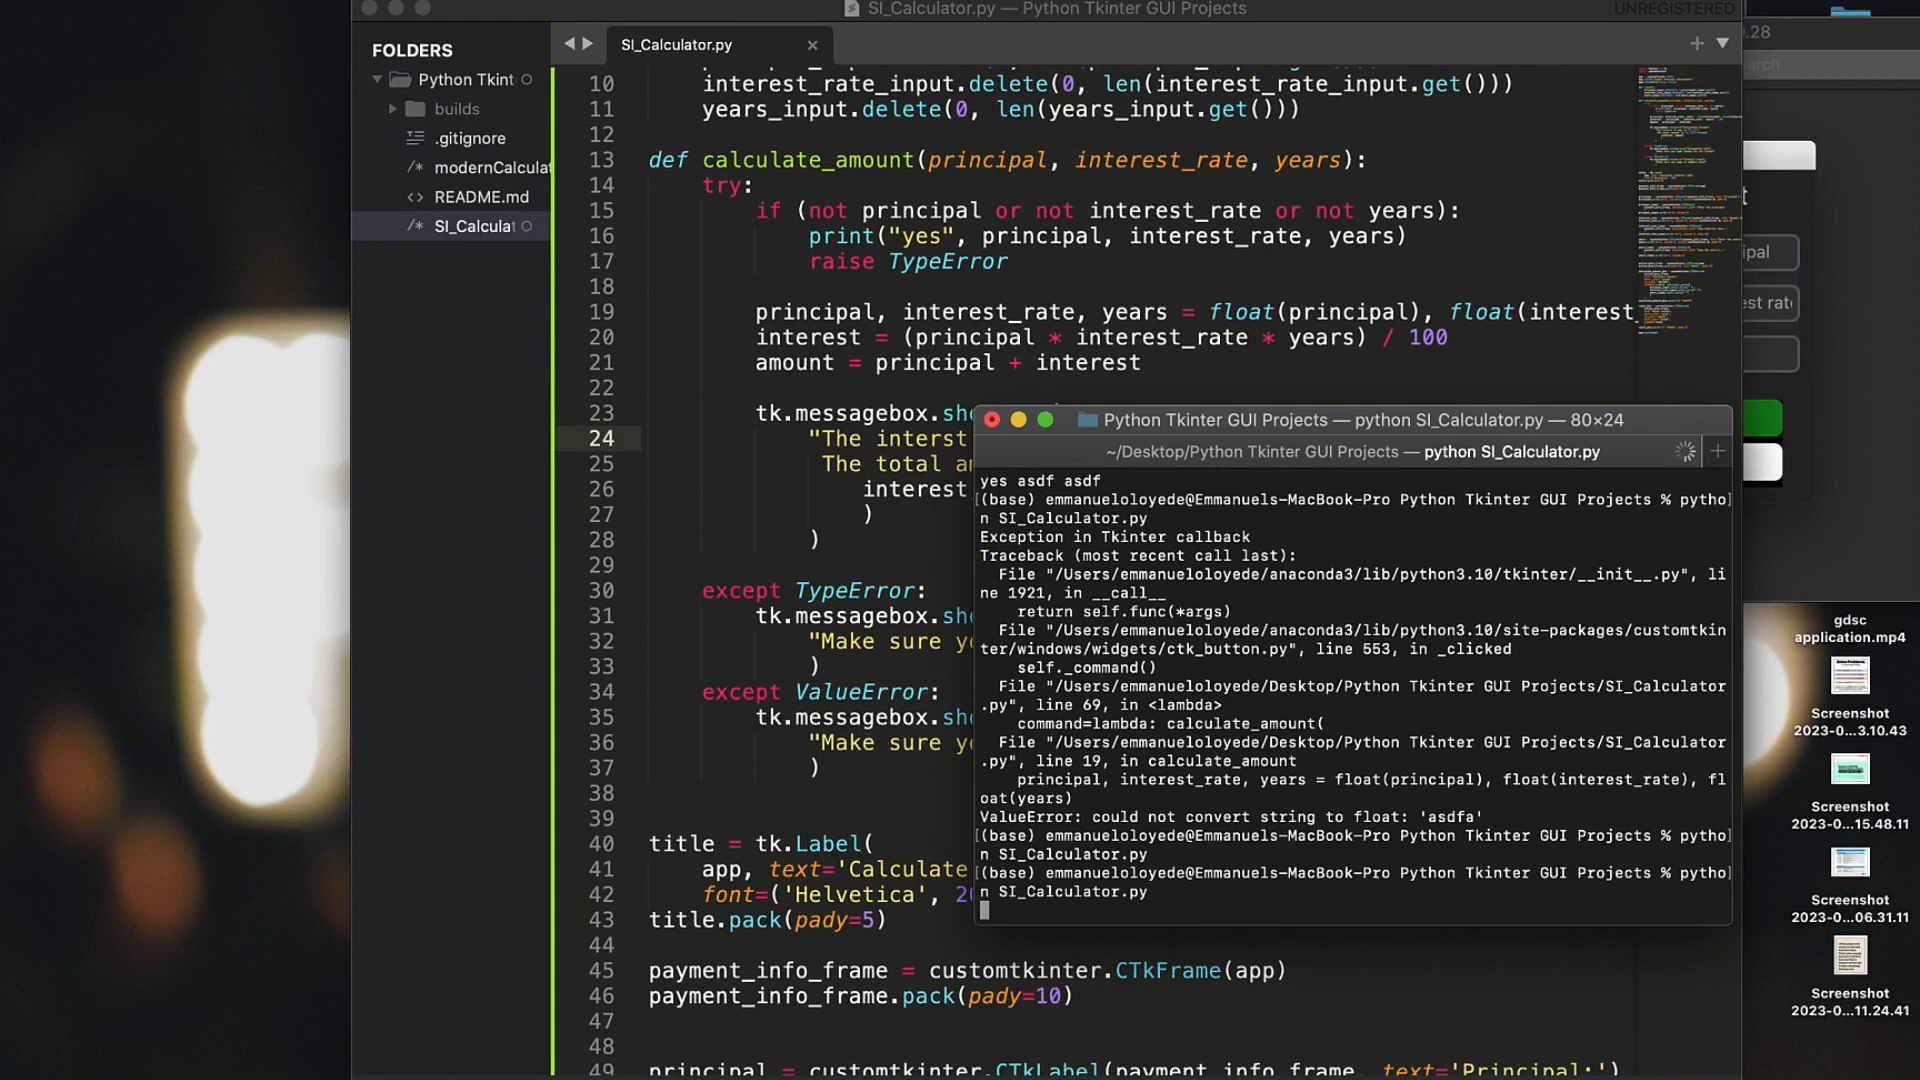 SI_Calculator.py — Python Tkinter GUI Projects
UNREGISTERED
FOLDERS
Python Tkint
builds
.gitignore
modernCalculat
README.md
SI_Calculat
SI_Calculator.py
10 interest_rate_input.delete(0, len(interest_rate_input.get()))
11 years_input.delete(0, len(years_input.get()))
12
13 def calculate_amount(principal, interest_rate, years):
14 try:
15 if (not principal or not interest_rate or not years):
16 print("yes", principal, interest_rate, years)
17 raise TypeError
18
19 principal, interest_rate, years = float(principal), float(interest_
20 interest = (principal * interest_rate * years) / 100
21 amount = principal + interest
22
23 tk.messagebox.sho
24 "The interst
25 The total am
26 interest,
27 )
28 )
29
30 except TypeError:
31 tk.messagebox.sho
32 "Make sure yo
33 )
34 except ValueError:
35 tk.messagebox.sho
36 "Make sure yo
37 )
38
39
40 title = tk.Label(
41 app, text='Calculate
42 font=('Helvetica', 20
43 title.pack(pady=5)
44
45 payment_info_frame = customtkinter.CTkFrame(app)
46 payment_info_frame.pack(pady=10)
47
48
49 principal = customtkinter.CTkLabel(payment_info_frame, text='Principal:')
Python Tkinter GUI Projects — python SI_Calculator.py — 80×24
~/Desktop/Python Tkinter GUI Projects — python SI_Calculator.py
yes asdf asdf
[(base) emmanueloloyede@Emmanuels-MacBook-Pro Python Tkinter GUI Projects % pytho]
n SI_Calculator.py
Exception in Tkinter callback
Traceback (most recent call last):
File "/Users/emmanueloloyede/anaconda3/lib/python3.10/tkinter/__init__.py", li
ne 1921, in __call__
return self.func(*args)
File "/Users/emmanueloloyede/anaconda3/lib/python3.10/site-packages/customtkin
ter/windows/widgets/ctk_button.py", line 553, in _clicked
self._command()
File "/Users/emmanueloloyede/Desktop/Python Tkinter GUI Projects/SI_Calculator
.py", line 69, in <lambda>
command=lambda: calculate_amount(
File "/Users/emmanueloloyede/Desktop/Python Tkinter GUI Projects/SI_Calculator
.py", line 19, in calculate_amount
principal, interest_rate, years = float(principal), float(interest_rate), fl
oat(years)
ValueError: could not convert string to float: 'asdfa'
[(base) emmanueloloyede@Emmanuels-MacBook-Pro Python Tkinter GUI Projects % pytho]
n SI_Calculator.py
[(base) emmanueloloyede@Emmanuels-MacBook-Pro Python Tkinter GUI Projects % pytho]
n SI_Calculator.py
0.28
arch
t
ipal
est rate
gdsc
application.mp4
Screenshot
2023-0...3.10.43
Screenshot
2023-0...15.48.11
Screenshot
2023-0...06.31.11
Screenshot
2023-0...11.24.41